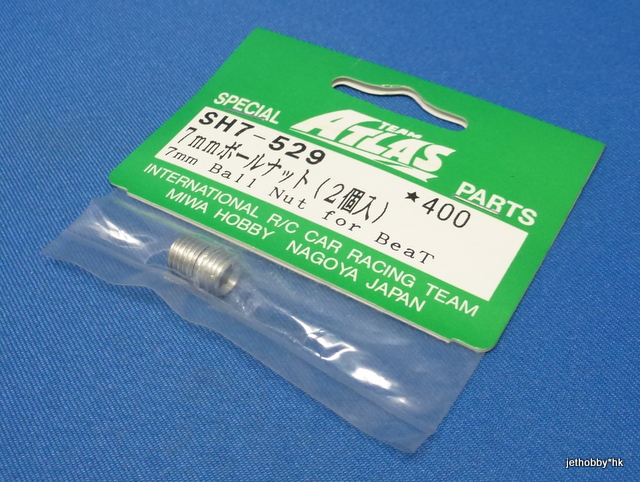 SPECIAL TEAM ATLAS PARTS
SH7-529
7mmボールナット(2個入) ★400
7mm Ball Nut for BeaT
INTERNATIONAL R/C CAR RACING TEAM
MIWA HOBBY NAGOYA JAPAN
jethobby*hk